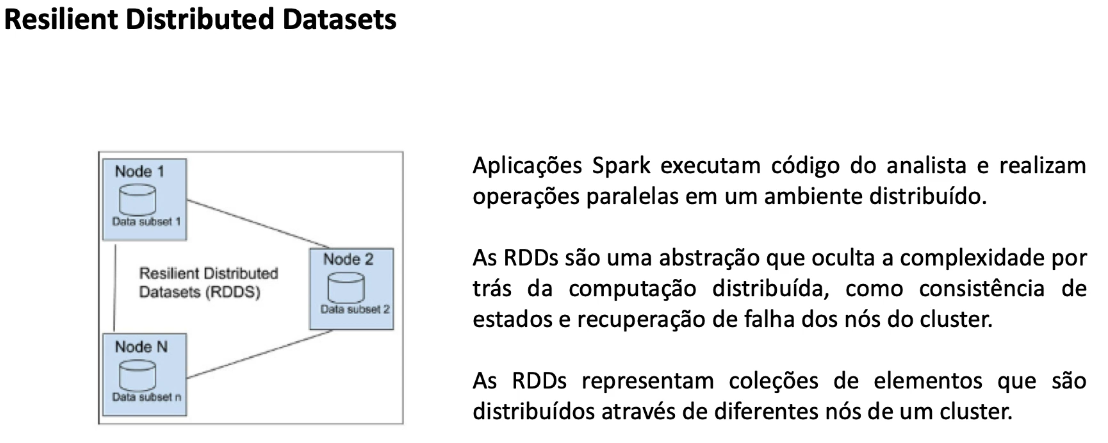 Resilient Distributed Datasets
Node 1
Data subset 1
Node 2
Data subset 2
Resilient Distributed
Datasets (RDDS)
Node N
Data subset n
Aplicações Spark executam código do analista e realizam
operações paralelas em um ambiente distribuído.
As RDDs são uma abstração que oculta a complexidade por
trás da computação distribuída, como consistência de
estados e recuperação de falha dos nós do cluster.
As RDDs representam coleções de elementos que são
distribuídos através de diferentes nós de um cluster.